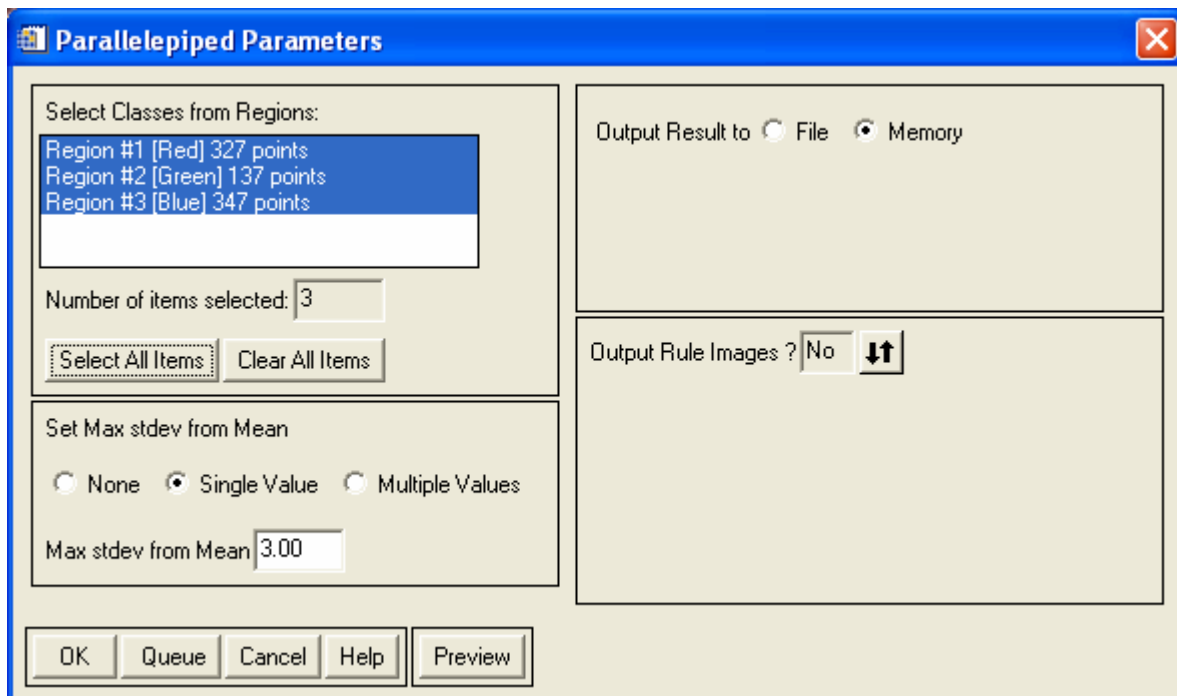 Parallelepiped Parameters
Select Classes from Regions:
Region #1 [Red] 327 points
Region #2 [Green] 137 points
Region #3 [Blue] 347 points
Number of items selected: 3
Select All Items Clear All Items
Set Max stdev from Mean
None Single Value Multiple Values
Max stdev from Mean 3.00
Output Result to File Memory
Output Rule Images ? No
OK Queue Cancel Help Preview